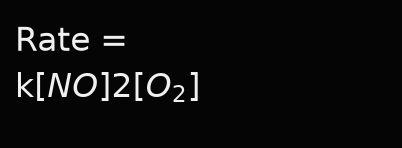 Rate =
k[NO]2[O₂]